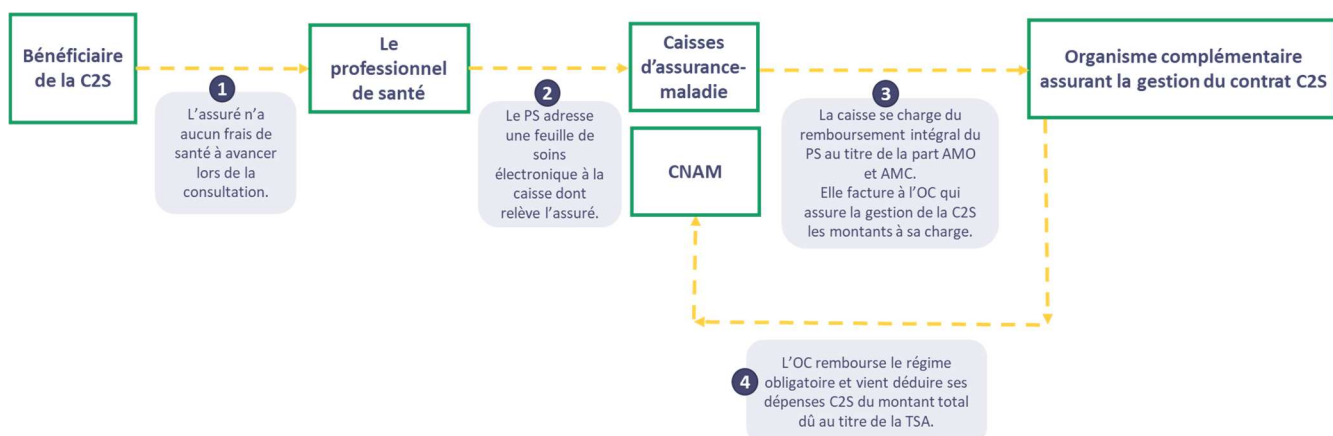 Bénéficiaire
de la C2S
Le
professionnel
de santé
Caisses
d'assurance-
maladie
Organisme complémentaire
assurant la gestion du contrat C2S
1
L'assuré n'a
aucun frais de
santé à avancer
lors de la
consultation.
2
Le PS adresse
une feuille de
soins
électronique à la
caisse dont
relève l'assuré.
CNAM
3
La caisse se charge du
remboursement intégral du
PS au titre de la part AMO
et AMC.
Elle facture à l'OC qui
assure la gestion de la C2S
les montants à sa charge.
4
L'OC rembourse le régime
obligatoire et vient déduire ses
dépenses C2S du montant total
dû au titre de la TSA.